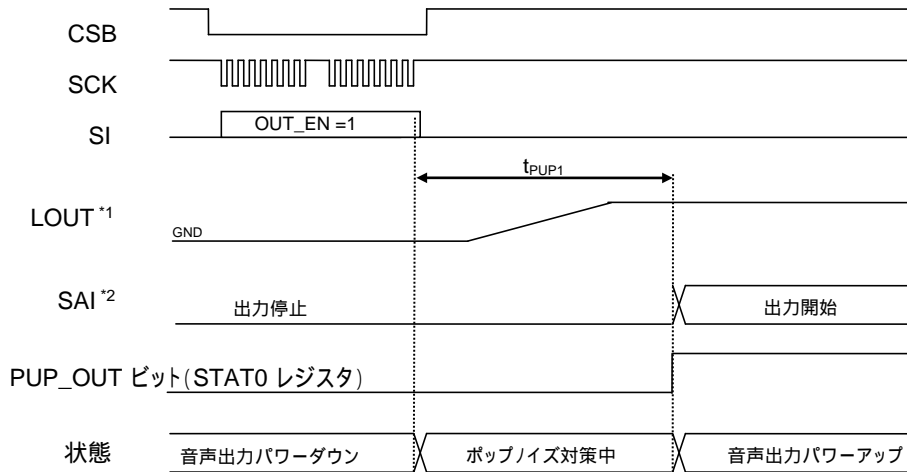 CSB
SCK
SI
OUT_EN =1
tPUP1
LOUT *1
GND
SAI *2
出力停止
出力開始
PUP_OUT ビット(STAT0 レジスタ)
状態
音声出力パワーダウン
ポップノイズ対策中
音声出力パワーアップ